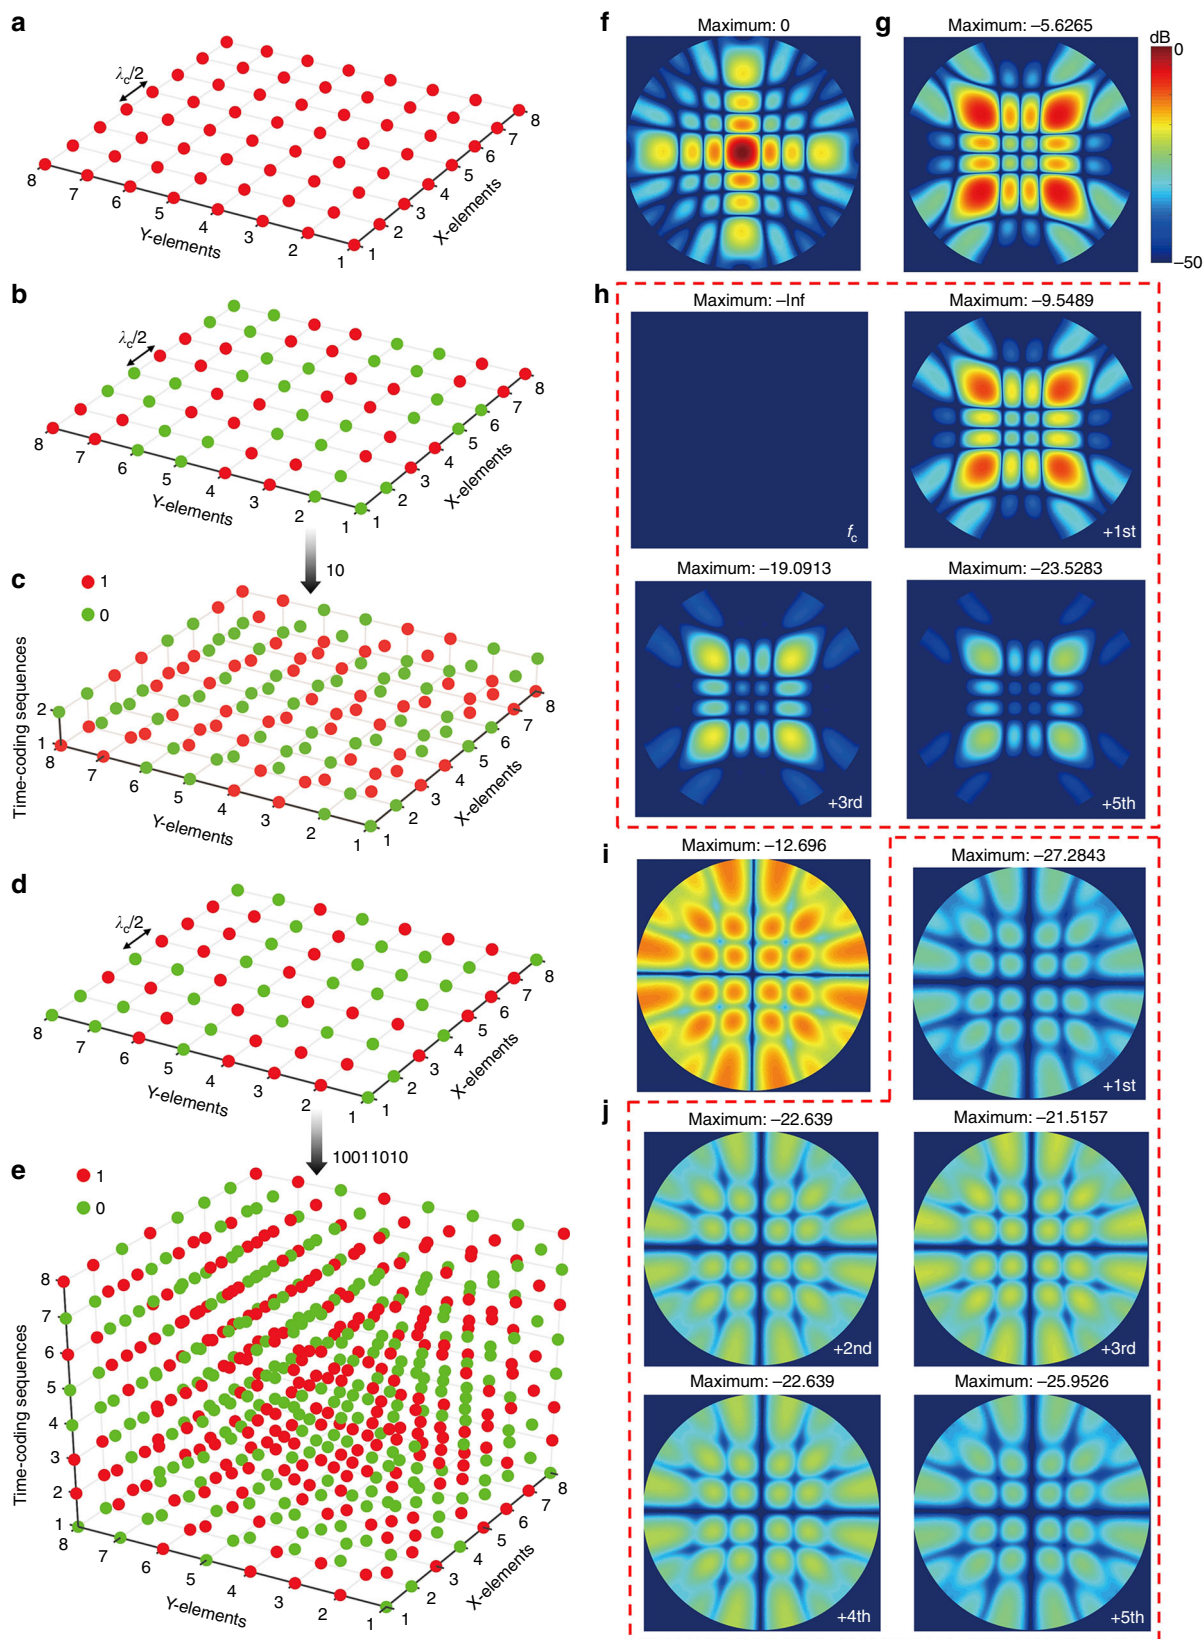 a
λc/2
8
7
6
5
4
3
2
1
Y-elements
1
2
3
4
5
6
7
8
X-elements
b
λc/2
8
7
6
5
4
3
2
1
Y-elements
1
2
3
4
5
6
7
8
X-elements
10
c
1
0
Time-coding sequences
2
1
8
7
6
5
4
3
2
1
Y-elements
1
2
3
4
5
6
7
8
X-elements
d
λc/2
8
7
6
5
4
3
2
1
Y-elements
1
2
3
4
5
6
7
8
X-elements
10011010
e
1
0
Time-coding sequences
8
7
6
5
4
3
2
1
8
7
6
5
4
3
2
1
Y-elements
1
2
3
4
5
6
7
8
X-elements
f
Maximum: 0
g
Maximum: –5.6265
dB
0
–50
h
Maximum: –Inf
fc
Maximum: –9.5489
+1st
Maximum: –19.0913
+3rd
Maximum: –23.5283
+5th
i
Maximum: –12.696
Maximum: –27.2843
+1st
j
Maximum: –22.639
+2nd
Maximum: –21.5157
+3rd
Maximum: –22.639
+4th
Maximum: –25.9526
+5th